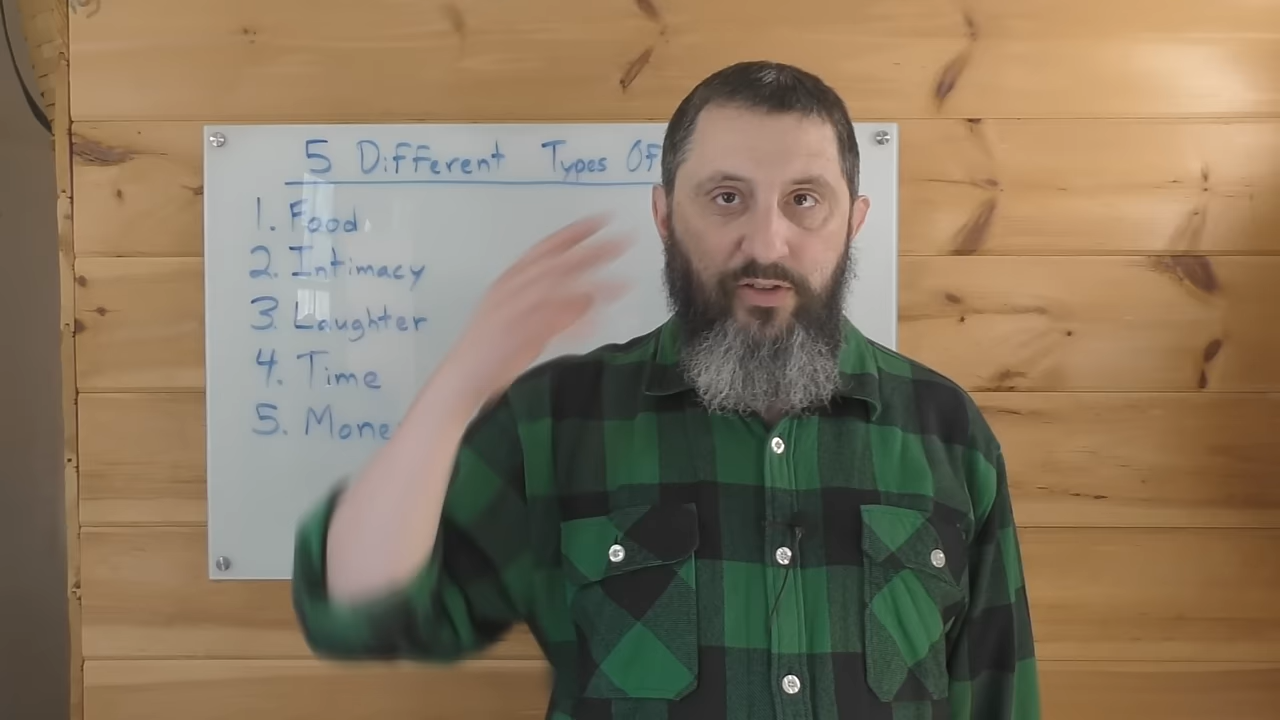 5 Different Types Of
1. Food
2. Intimacy
3. Laughter
4. Time
5. Mone